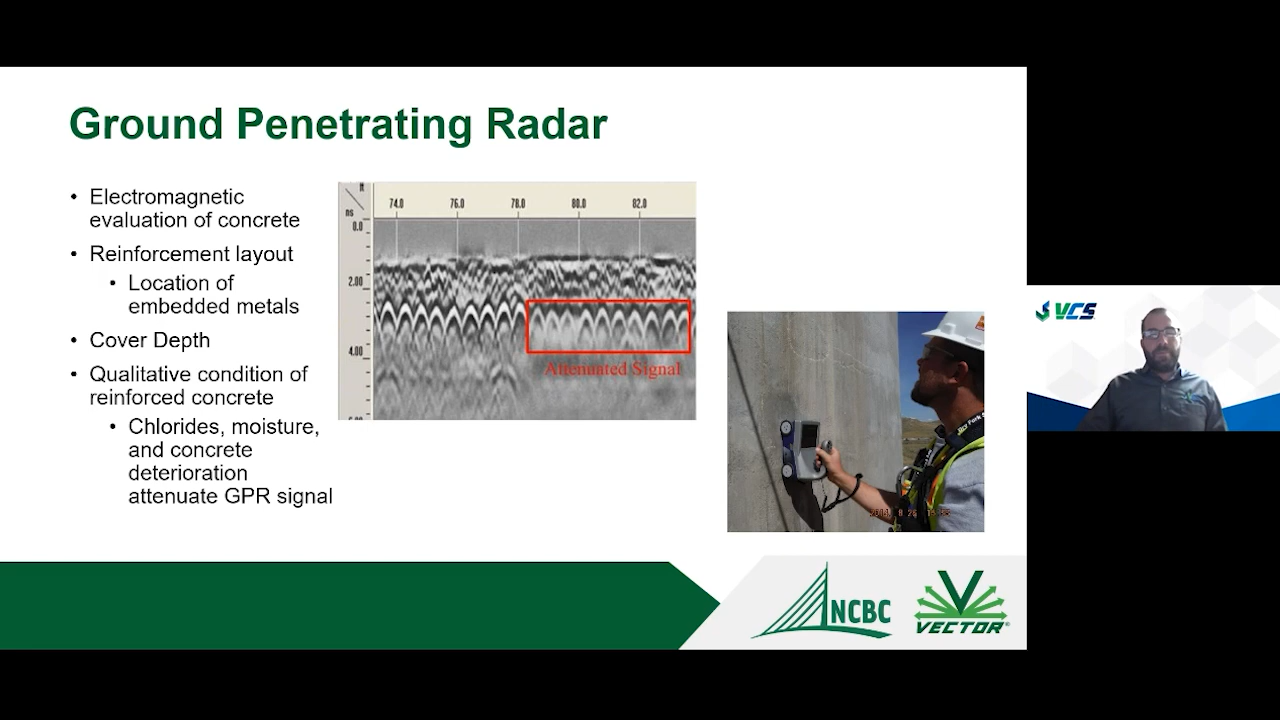 Ground Penetrating Radar
• Electromagnetic
evaluation of concrete
• Reinforcement layout
• Location of
embedded metals
• Cover Depth
• Qualitative condition of
reinforced concrete
• Chlorides, moisture,
and concrete
deterioration
attenuate GPR signal
ft
74.0 76.0 78.0 80.0 82.0
ns
0.0
2.00
4.00
Attenuated Signal
VCS
NCBC
VECTOR®